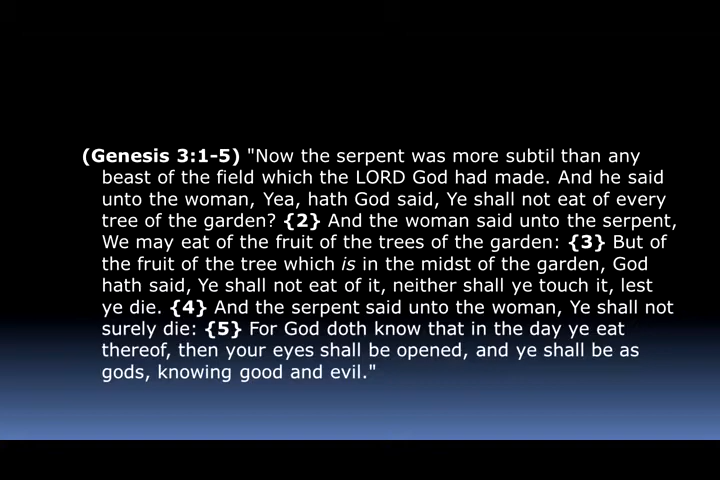 (Genesis 3:1-5) "Now the serpent was more subtil than any
beast of the field which the LORD God had made. And he said
unto the woman, Yea, hath God said, Ye shall not eat of every
tree of the garden? {2} And the woman said unto the serpent,
We may eat of the fruit of the trees of the garden: {3} But of
the fruit of the tree which is in the midst of the garden, God
hath said, Ye shall not eat of it, neither shall ye touch it, lest
ye die. {4} And the serpent said unto the woman, Ye shall not
surely die: {5} For God doth know that in the day ye eat
thereof, then your eyes shall be opened, and ye shall be as
gods, knowing good and evil."